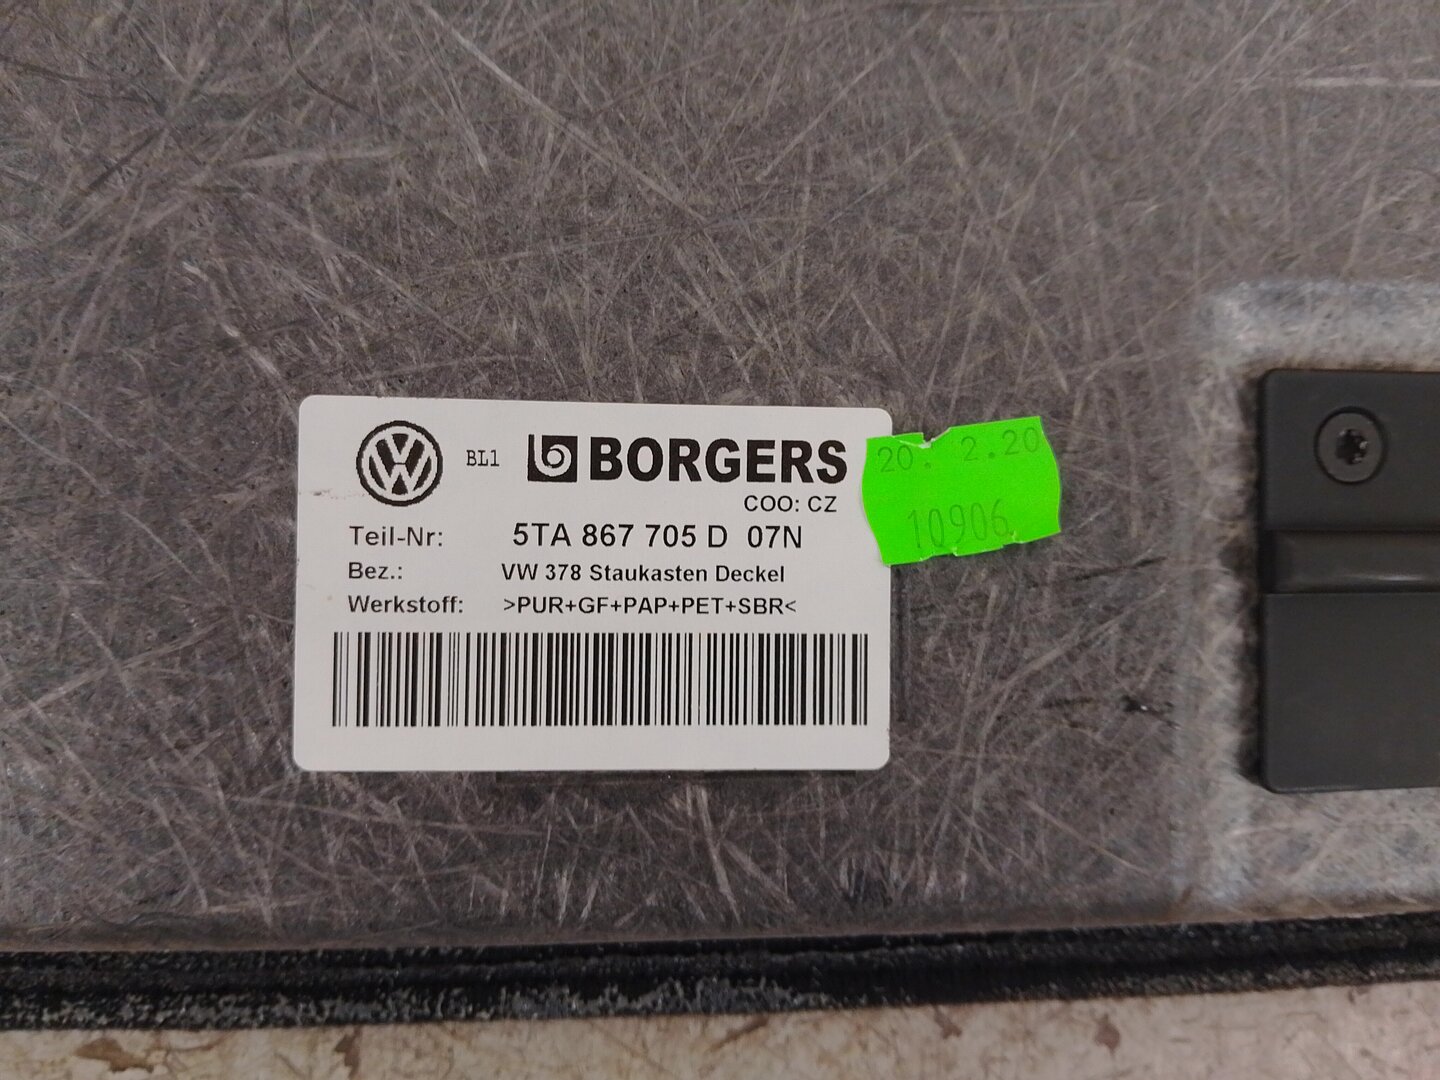 BL1 BORGERS
COO: CZ
Teil-Nr: 5TA 867 705 D 07N
Bez.: VW 378 Staukasten Deckel
Werkstoff: >PUR+GF+PAP+PET+SBR<
20. 2.20
10906